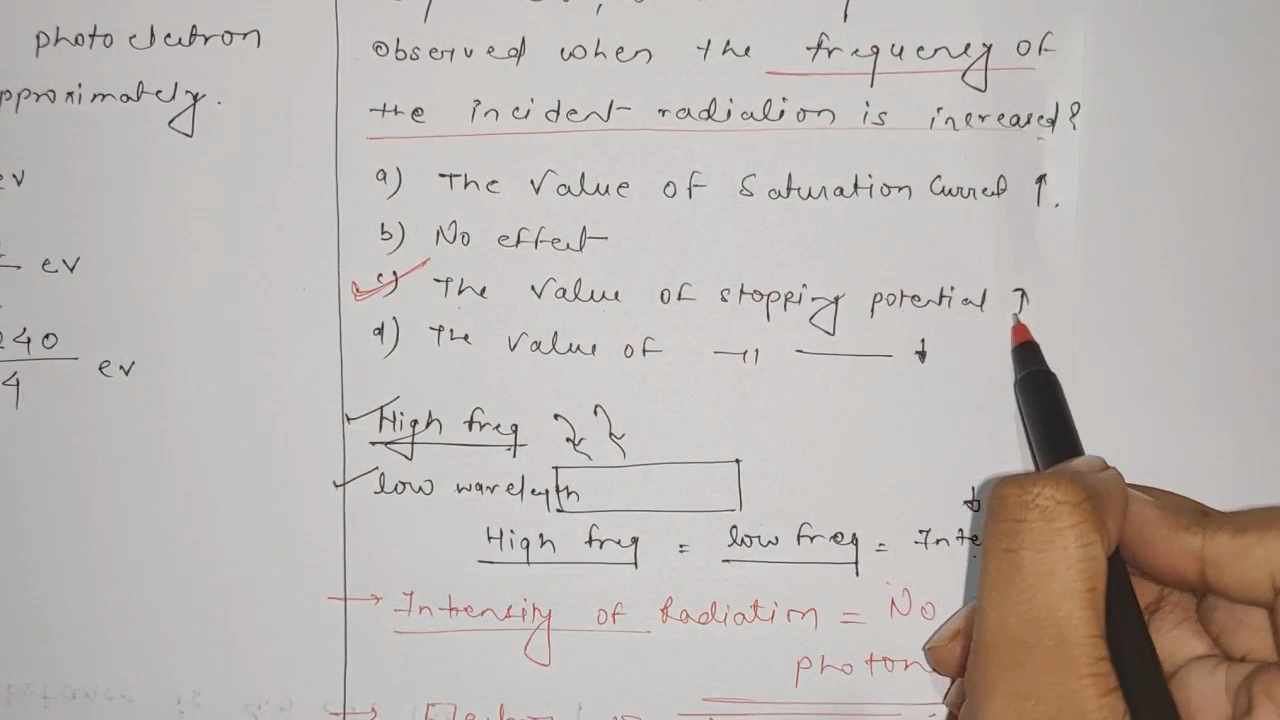 photo electron
pproximately.
ev
ev
240
4
ev
observed when the frequency of
the incident radiation is increased?
a) The value of Saturation Current ↑.
b) No effect
c) The value of stopping potential ↑
d) The value of —11 —— ↓
High freq
low wavelength
High freq = low freq = Inte
→ Intensity of Radiation = No
photon